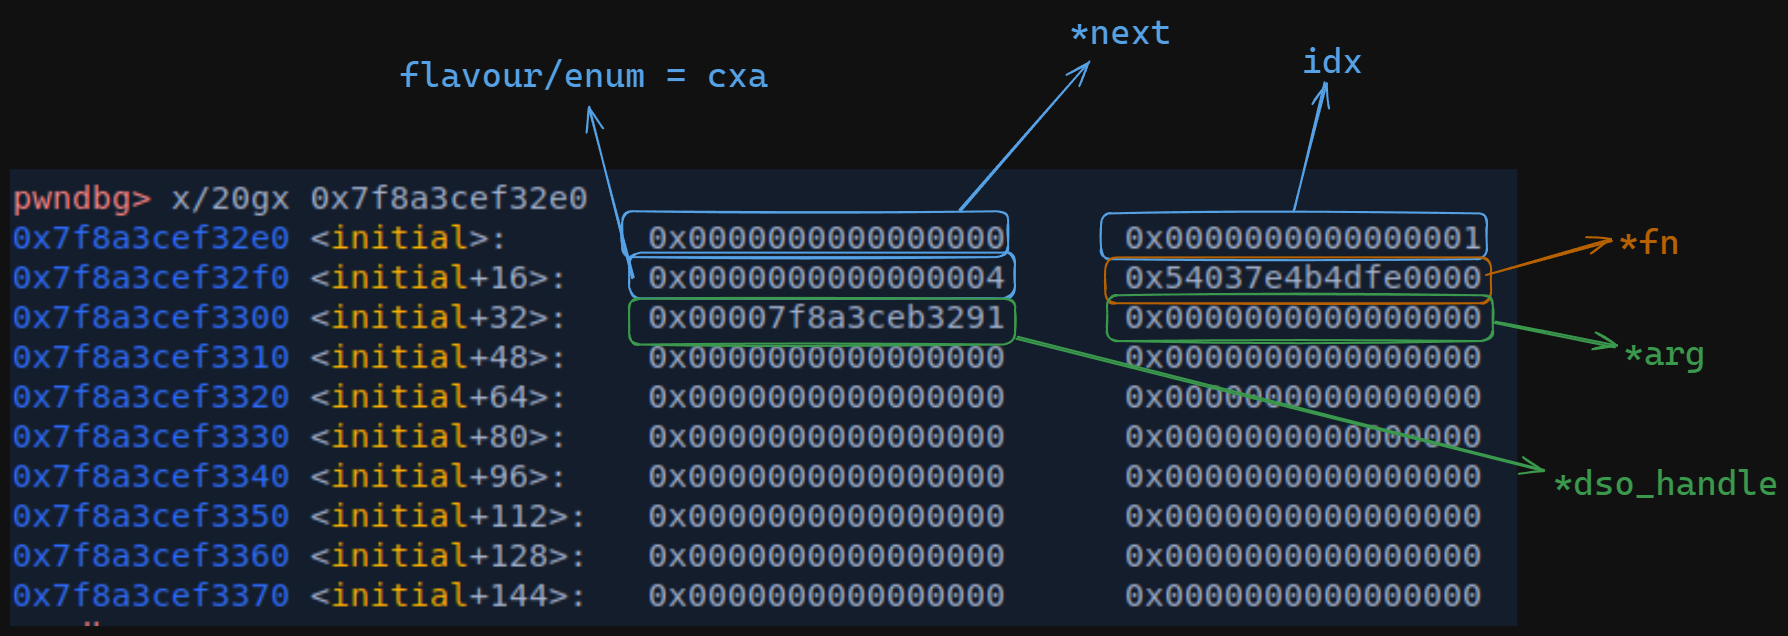 *next
idx
flavour/enum = cxa
pwndbg> x/20gx 0x7f8a3cef32e0
0x7f8a3cef32e0 <initial>: 0x0000000000000000 0x0000000000000001
*fn
0x7f8a3cef32f0 <initial+16>: 0x0000000000000004 0x54037e4b4dfe0000
0x7f8a3cef3300 <initial+32>: 0x00007f8a3ceb3291 0x0000000000000000
*arg
0x7f8a3cef3310 <initial+48>: 0x0000000000000000 0x0000000000000000
0x7f8a3cef3320 <initial+64>: 0x0000000000000000 0x0000000000000000
0x7f8a3cef3330 <initial+80>: 0x0000000000000000 0x0000000000000000
0x7f8a3cef3340 <initial+96>: 0x0000000000000000 0x0000000000000000
*dso_handle
0x7f8a3cef3350 <initial+112>: 0x0000000000000000 0x0000000000000000
0x7f8a3cef3360 <initial+128>: 0x0000000000000000 0x0000000000000000
0x7f8a3cef3370 <initial+144>: 0x0000000000000000 0x0000000000000000